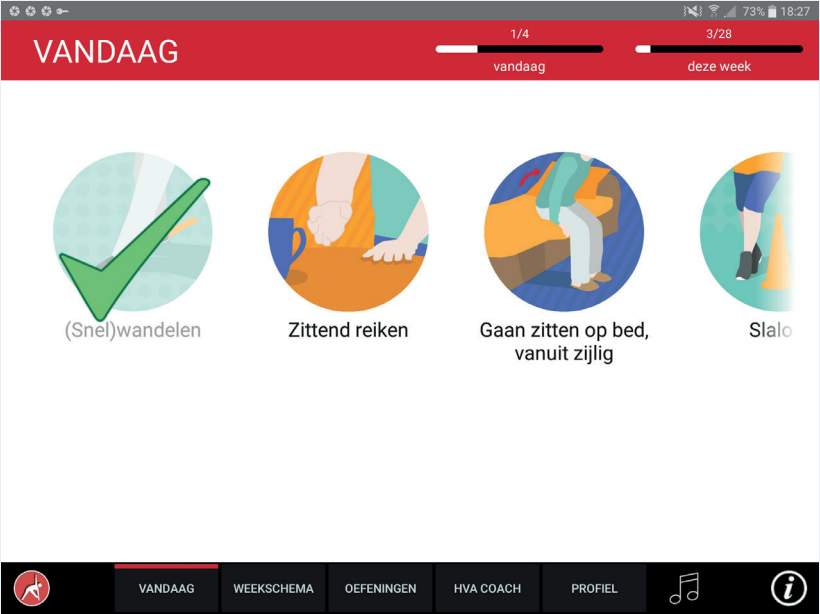 73% 18:27
VANDAAG
1/4
vandaag
3/28
deze week
(Snel)wandelen
Zittend reiken
Gaan zitten op bed,
vanuit zijlig
Slalo
VANDAAG
WEEKSCHEMA
OEFENINGEN
HVA COACH
PROFIEL
i